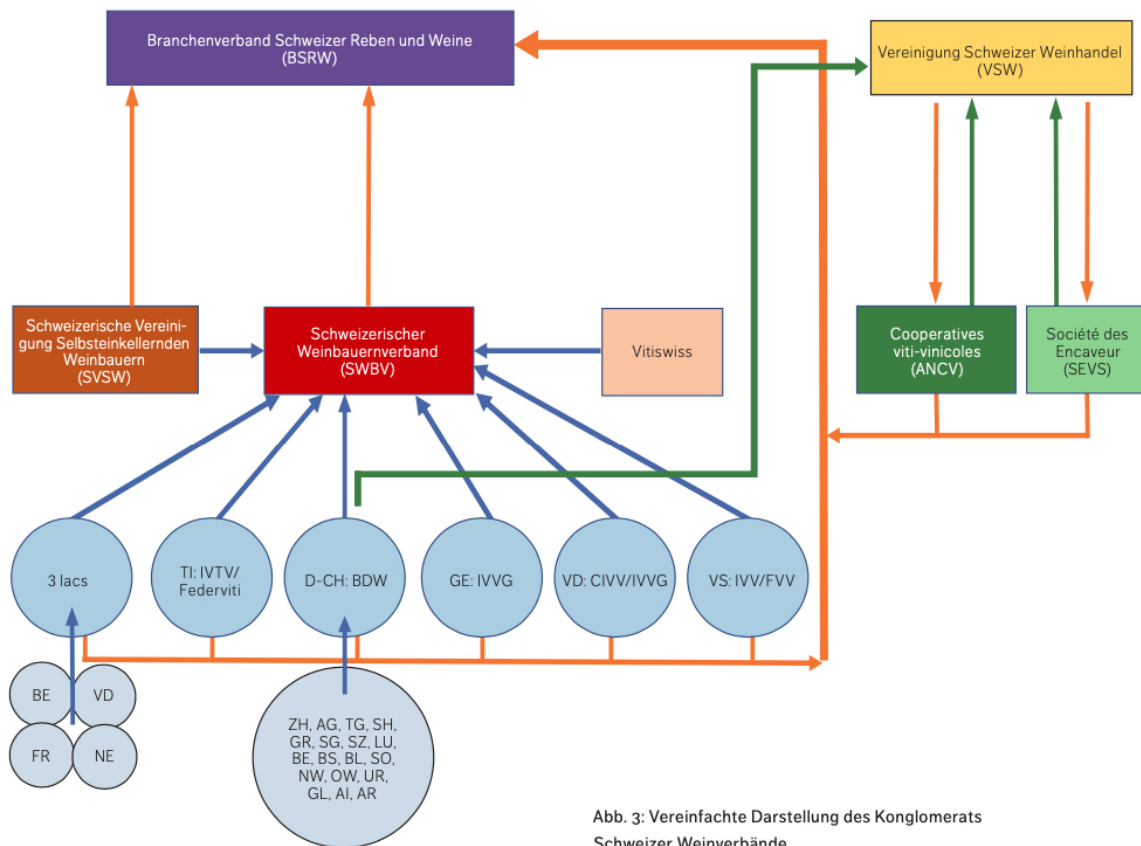 Branchenverband Schweizer Reben und Weine
(BSRW)
Vereinigung Schweizer Weinhandel
(VSW)
Schweizerische Vereini-
gung Selbsteinkellernden
Weinbauern
(SVSW)
Schweizerischer
Weinbauernverband
(SWBV)
Vitiswiss
Cooperatives
viti-vinicoles
(ANCV)
Société des
Encaveur
(SEVS)
3 lacs
TI: IVTV/
Federviti
D-CH: BDW
GE: IVVG
VD: CIVV/IVVG
VS: IVV/FVV
BE
VD
FR
NE
ZH, AG, TG, SH,
GR, SG, SZ, LU,
BE, BS, BL, SO,
NW, OW, UR,
GL, AI, AR
Abb. 3: Vereinfachte Darstellung des Konglomerats
Schweizer Weinverbände